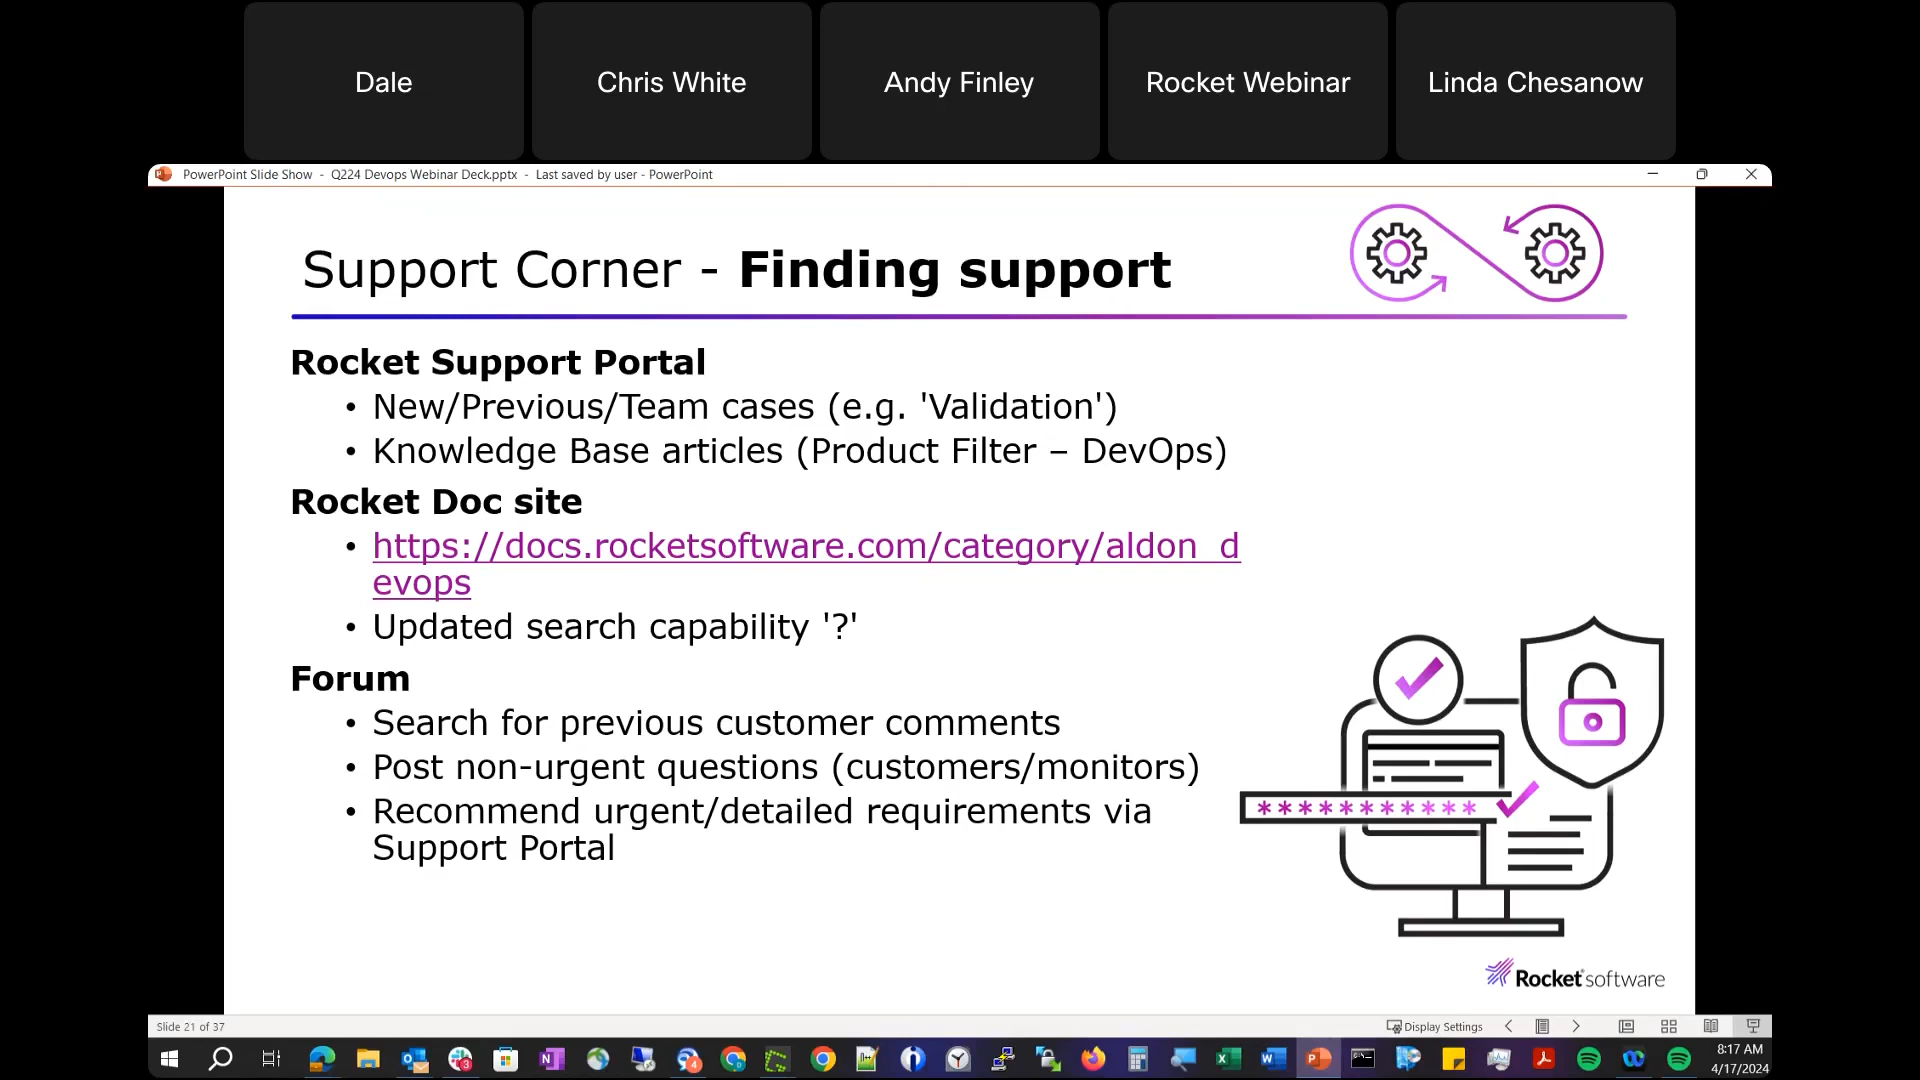 Dale
Chris White
Andy Finley
Rocket Webinar
Linda Chesanow
PowerPoint Slide Show - Q224 Devops Webinar Deck.pptx - Last saved by user - PowerPoint
Support Corner - Finding support
Rocket Support Portal
• New/Previous/Team cases (e.g. 'Validation')
• Knowledge Base articles (Product Filter – DevOps)
Rocket Doc site
• https://docs.rocketsoftware.com/category/aldon_d
evops
• Updated search capability '?'
Forum
• Search for previous customer comments
• Post non-urgent questions (customers/monitors)
• Recommend urgent/detailed requirements via
Support Portal
***********
Rocket software
Slide 21 of 37
Display Settings
8:17 AM
4/17/2024